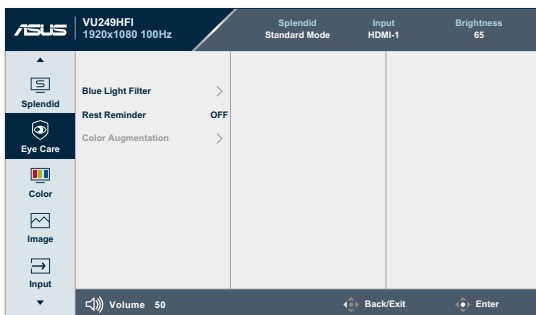 ASUS
VU249HFI
1920x1080 100Hz
Splendid
Standard Mode
Input
HDMI-1
Brightness
65
Splendid
Eye Care
Color
Image
Input
Blue Light Filter
Rest Reminder OFF
Color Augmentation
Volume 50
Back/Exit
Enter